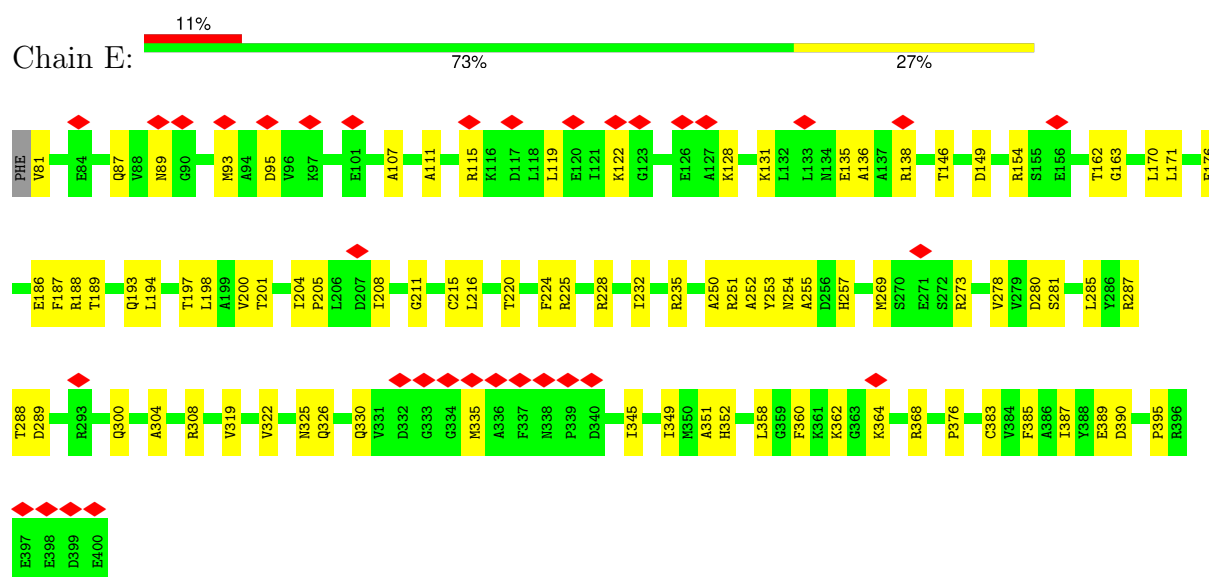 11%
Chain E:
73% 27%
PHE V81 E84 Q87 V88 N89 G90 M93 A94 D95 V96 K97 E101 A107 A111 R115 K116 D117 L118 L119 E120 I121 K122 G123 E126 A127 K128 K131 L132 L133 N134 E135 A136 A137 R138 T146 D149 R154 S155 E156 T162 G163 L170 L171
E186 F187 R188 T189 Q193 L194 T197 L198 A199 V200 T201 I204 P205 L206 D207 I208 G211 C215 L216 T220 F224 R225 R228 I232 R235 A250 R251 A252 Y253 N254 A255 D256 H257 M269 S270 E271 S272 R273 V278 V279 D280 S281 L285 Y286 R287
T288 D289 R293 Q300 A304 R308 V319 V322 N325 Q326 Q330 V331 D332 G333 G334 M335 A336 F337 N338 P339 D340 I345 I349 M350 A351 H352 L358 G359 F360 K361 K362 G363 K364 R368 P376 C383 V384 F385 A386 I387 Y388 E389 D390 P395 R396
E397 E398 D399 E400